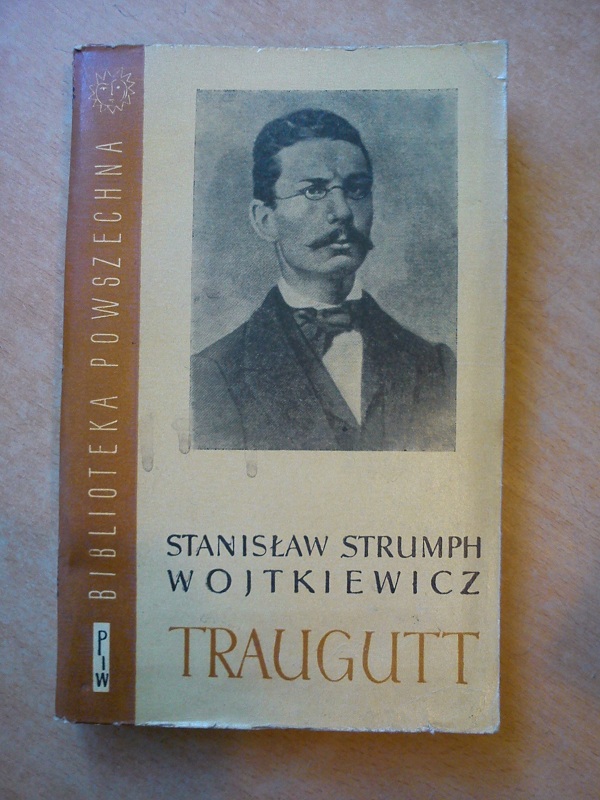 BIBLIOTEKA POWSZECHNA
PIW
STANISŁAW STRUMPH
WOJTKIEWICZ
TRAUGUTT